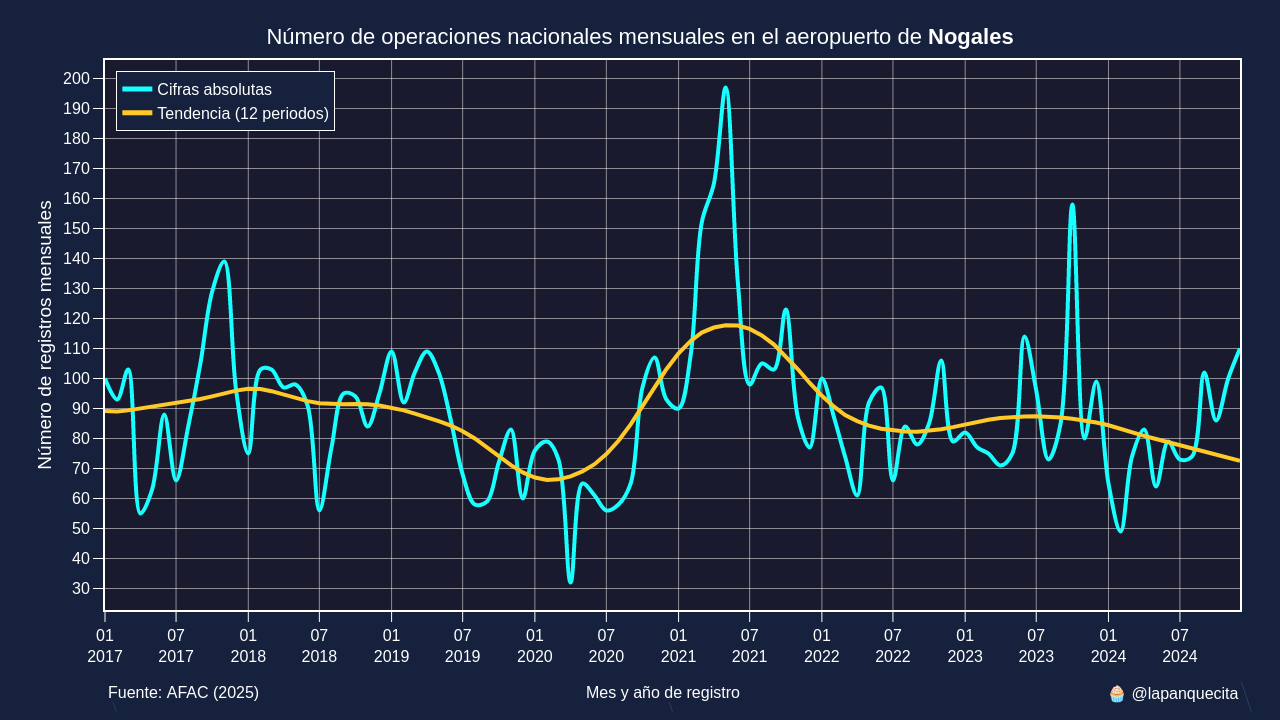 Número de operaciones nacionales mensuales en el aeropuerto de Nogales
Cifras absolutas
Tendencia (12 periodos)
Número de registros mensuales
200
190
180
170
160
150
140
130
120
110
100
90
80
70
60
50
40
30
01 07 01 07 01 07 01 07 01 07 01 07 01 07 01 07
2017 2017 2018 2018 2019 2019 2020 2020 2021 2021 2022 2022 2023 2023 2024 2024
Fuente: AFAC (2025) Mes y año de registro 🧁 @lapanquecita